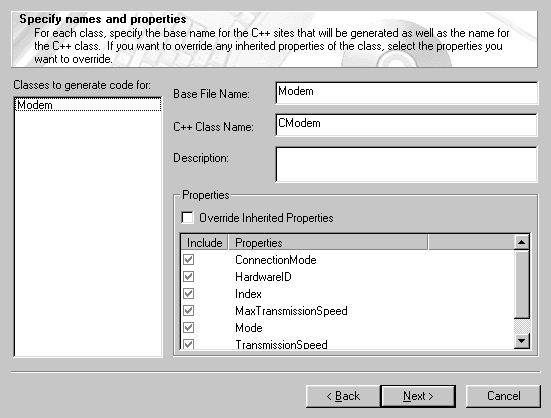 Specify names and properties
For each class, specify the base name for the C++ sites that will be generated as well as the name for
the C++ class. If you want to override any inherited properties of the class, select the properties you
want to override.
Classes to generate code for:
Modem
Base File Name:
Modem
C++ Class Name:
CModem
Description:
Properties
Override Inherited Properties
Include Properties
ConnectionMode
HardwareID
Index
MaxTransmissionSpeed
Mode
TransmissionSpeed
< Back Next > Cancel